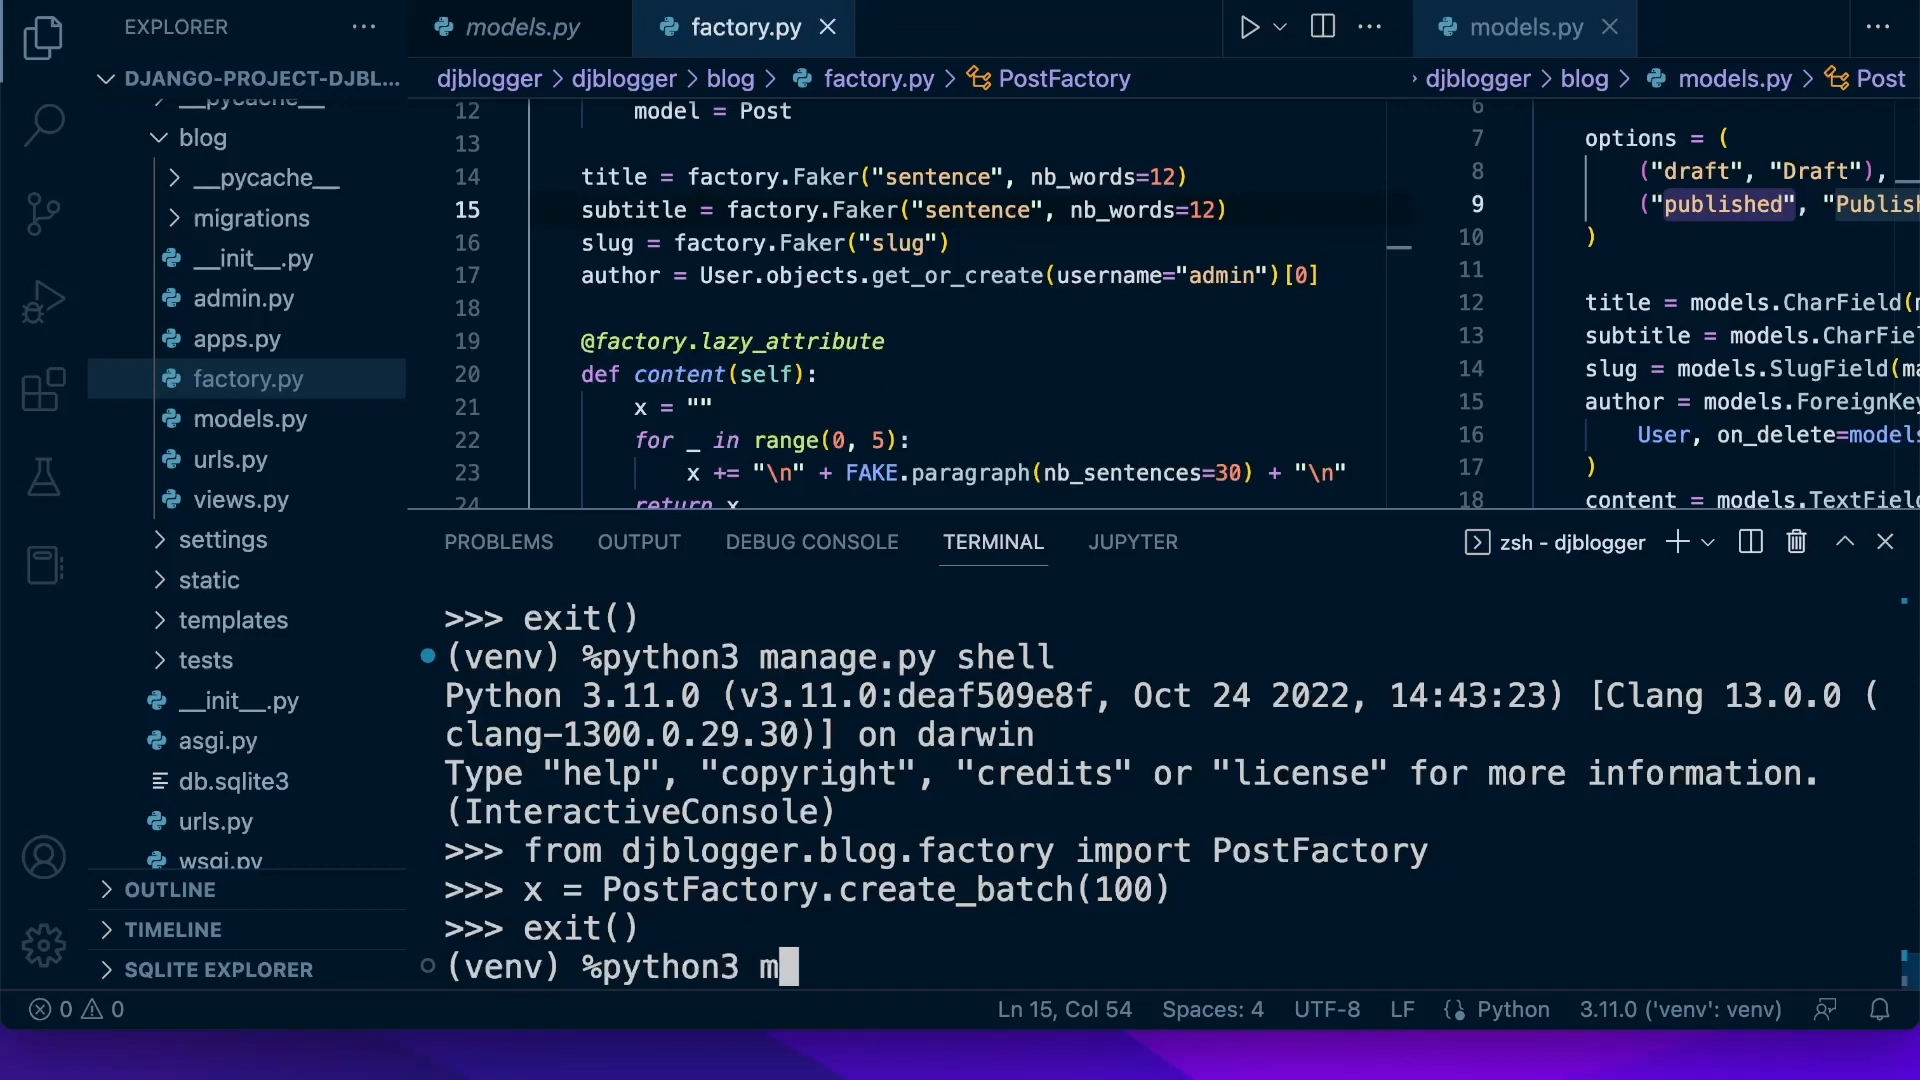 EXPLORER
DJANGO-PROJECT-DJBL...
__pycache__
blog
__pycache__
migrations
__init__.py
admin.py
apps.py
factory.py
models.py
urls.py
views.py
settings
static
templates
tests
__init__.py
asgi.py
db.sqlite3
urls.py
wsgi.py
OUTLINE
TIMELINE
SQLITE EXPLORER
models.py
factory.py
djblogger > djblogger > blog > factory.py > PostFactory
12 model = Post
13
14 title = factory.Faker("sentence", nb_words=12)
15 subtitle = factory.Faker("sentence", nb_words=12)
16 slug = factory.Faker("slug")
17 author = User.objects.get_or_create(username="admin")[0]
18
19 @factory.lazy_attribute
20 def content(self):
21 x = ""
22 for _ in range(0, 5):
23 x += "\n" + FAKE.paragraph(nb_sentences=30) + "\n"
24 return x
models.py
djblogger > blog > models.py > Post
6
7 options = (
8 ("draft", "Draft"),
9 ("published", "Publish
10 )
11
12 title = models.CharField(
13 subtitle = models.CharFie
14 slug = models.SlugField(ma
15 author = models.ForeignKey
16 User, on_delete=models
17 )
18 content = models.TextField
PROBLEMS OUTPUT DEBUG CONSOLE TERMINAL JUPYTER
zsh - djblogger
>>> exit()
(venv) %python3 manage.py shell
Python 3.11.0 (v3.11.0:deaf509e8f, Oct 24 2022, 14:43:23) [Clang 13.0.0 (
clang-1300.0.29.30)] on darwin
Type "help", "copyright", "credits" or "license" for more information.
(InteractiveConsole)
>>> from djblogger.blog.factory import PostFactory
>>> x = PostFactory.create_batch(100)
>>> exit()
(venv) %python3 m
0 0
Ln 15, Col 54 Spaces: 4 UTF-8 LF Python 3.11.0 ('venv': venv)